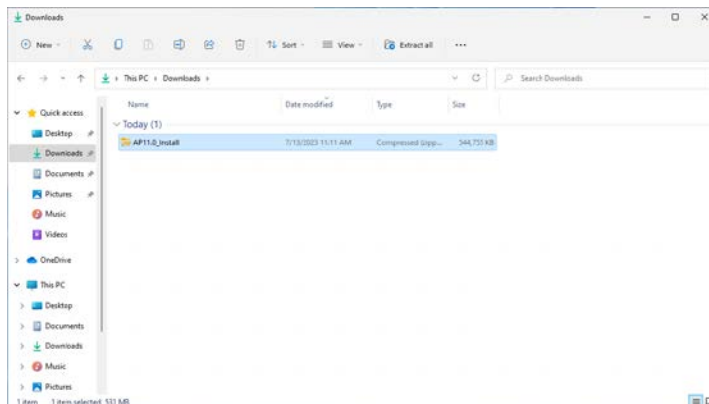 Downloads
New
Sort
View
Extract all
This PC
Downloads
Search Downloads
Name
Date modified
Type
Size
Quick access
Today (1)
Desktop
AP11.0_Install
7/13/2023 11:11 AM
Compressed (zipp...
544,755 KB
Downloads
Documents
Pictures
Music
Videos
OneDrive
This PC
Desktop
Documents
Downloads
Music
Pictures
1 item
1 item selected 531 MB